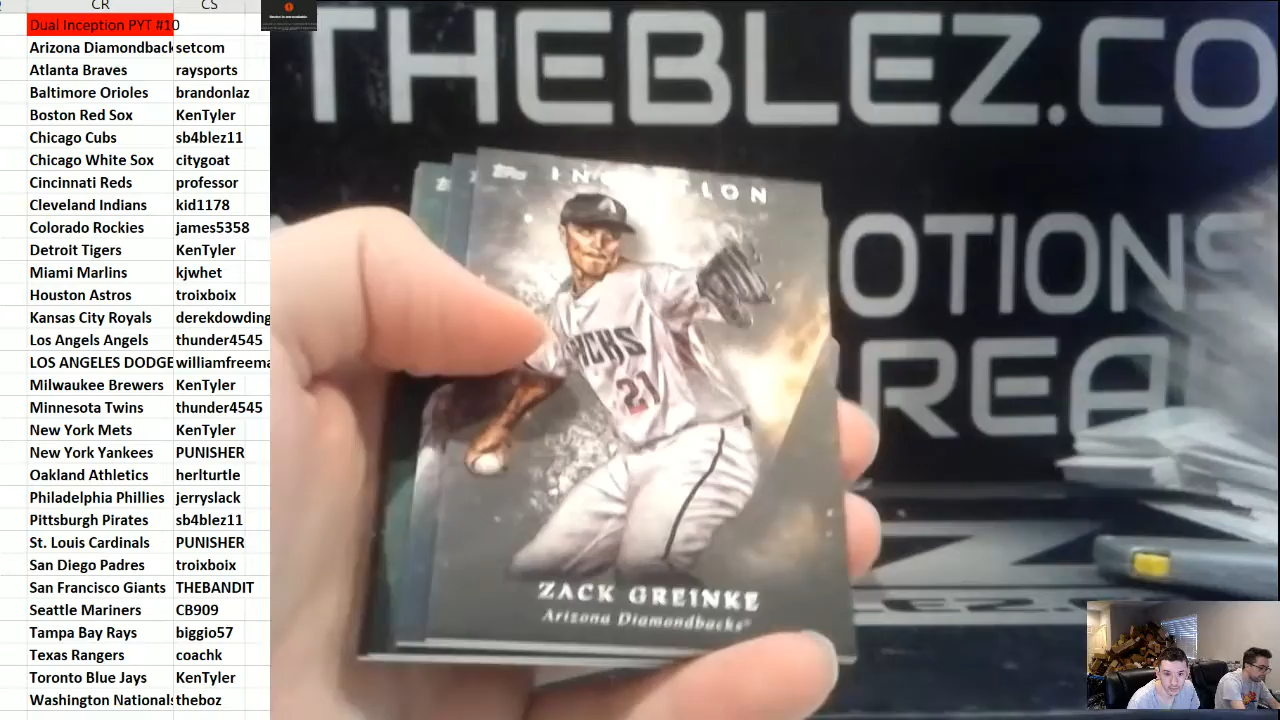 CR CS
Dual Inception PYT #10
Arizona Diamondback setcom
Atlanta Braves raysports
Baltimore Orioles brandonlaz
Boston Red Sox KenTyler
Chicago Cubs sb4blez11
Chicago White Sox citygoat
Cincinnati Reds professor
Cleveland Indians kid1178
Colorado Rockies james5358
Detroit Tigers KenTyler
Miami Marlins kjwhet
Houston Astros troixboix
Kansas City Royals derekdowding
Los Angels Angels thunder4545
LOS ANGELES DODGE williamfreema
Milwaukee Brewers KenTyler
Minnesota Twins thunder4545
New York Mets KenTyler
New York Yankees PUNISHER
Oakland Athletics herlturtle
Philadelphia Phillies jerryslack
Pittsburgh Pirates sb4blez11
St. Louis Cardinals PUNISHER
San Diego Padres troixboix
San Francisco Giants THEBANDIT
Seattle Mariners CB909
Tampa Bay Rays biggio57
Texas Rangers coachk
Toronto Blue Jays KenTyler
Washington Nationals theboz
THEBLEZ.CO
OTIONS
REA
Topps INCEPTION
21
ZACK GREINKE
Arizona Diamondbacks